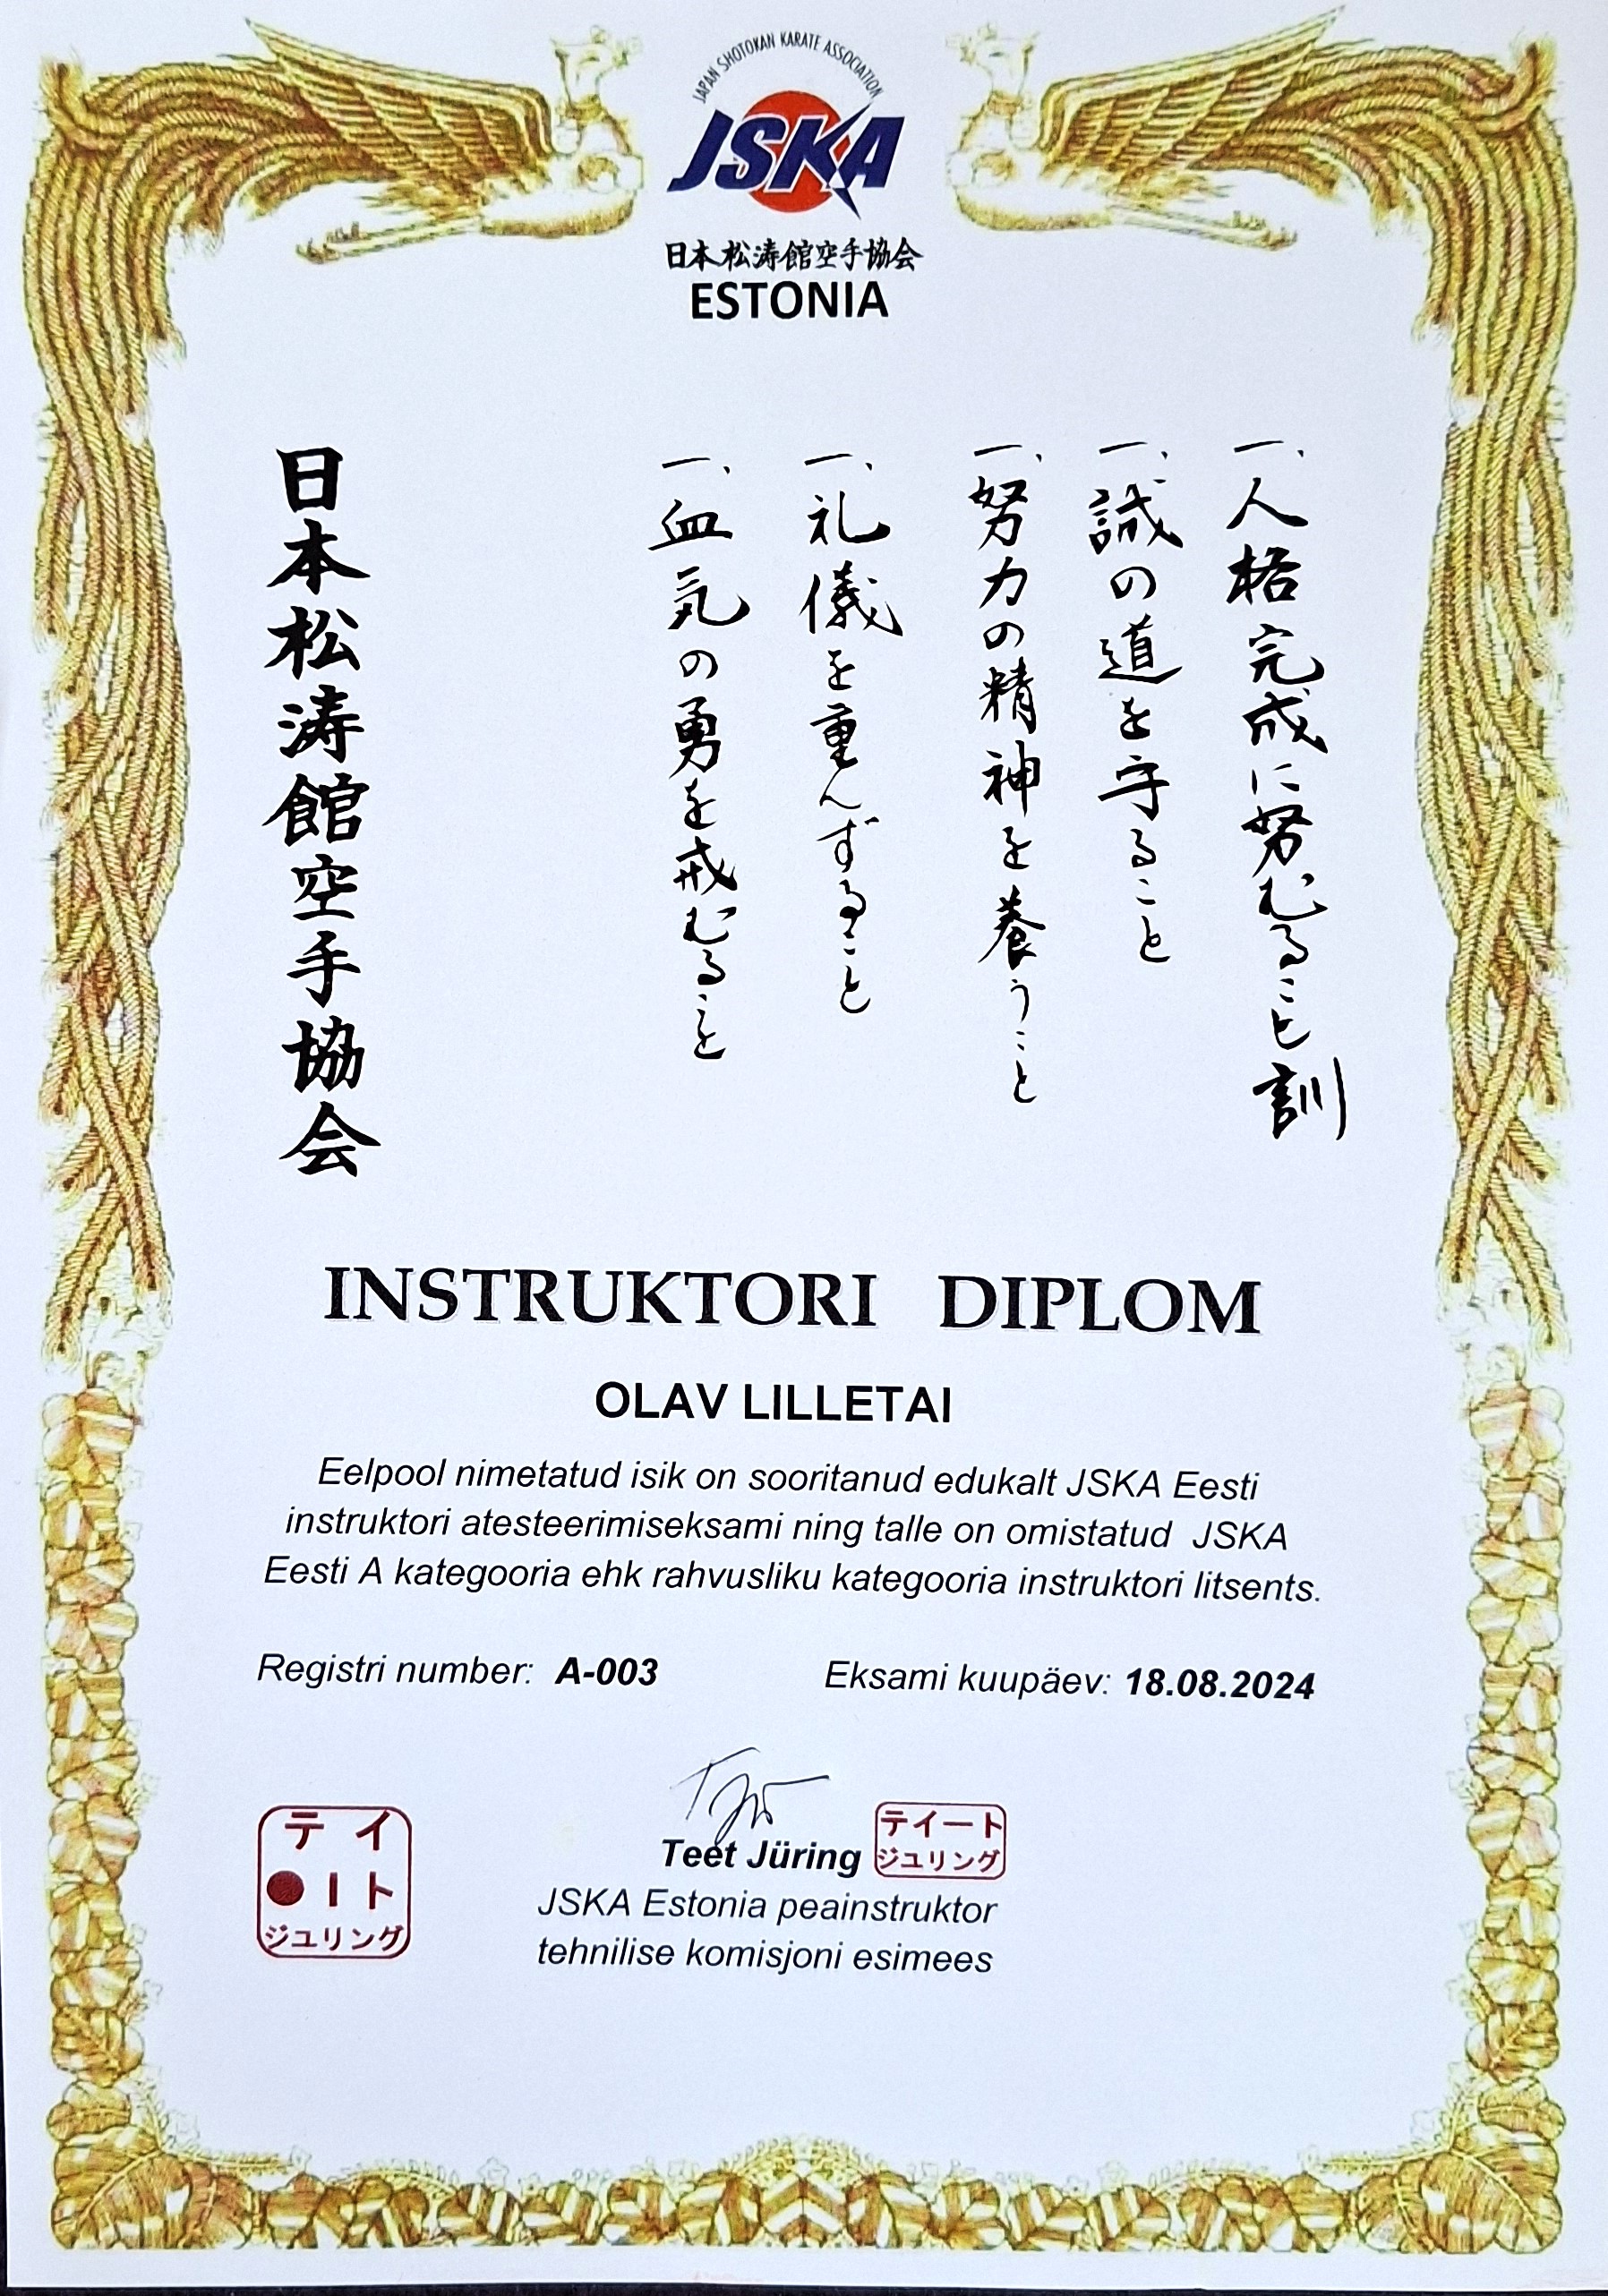 JAPAN SHOTOKAN KARATE ASSOCIATION
JSKA
日本松涛館空手協会
ESTONIA
一、人格完成に努むること訓
一、誠の道を守ること
一、努力の精神を養うこと
一、礼儀を重んずること
一、血気の勇を戒むること
日本松涛館空手協会
INSTRUKTORI DIPLOM
OLAV LILLETAI
Eelpool nimetatud isik on sooritanud edukalt JSKA Eesti
instruktori atesteerimiseksami ning talle on omistatud JSKA
Eesti A kategooria ehk rahvusliku kategooria instruktori litsents.
Registri number: A-003
Eksami kuupäev: 18.08.2024
テイ
ート
ジュリング
Teet Jüring
テイート
ジュリング
JSKA Estonia peainstruktor
tehnilise komisjoni esimees